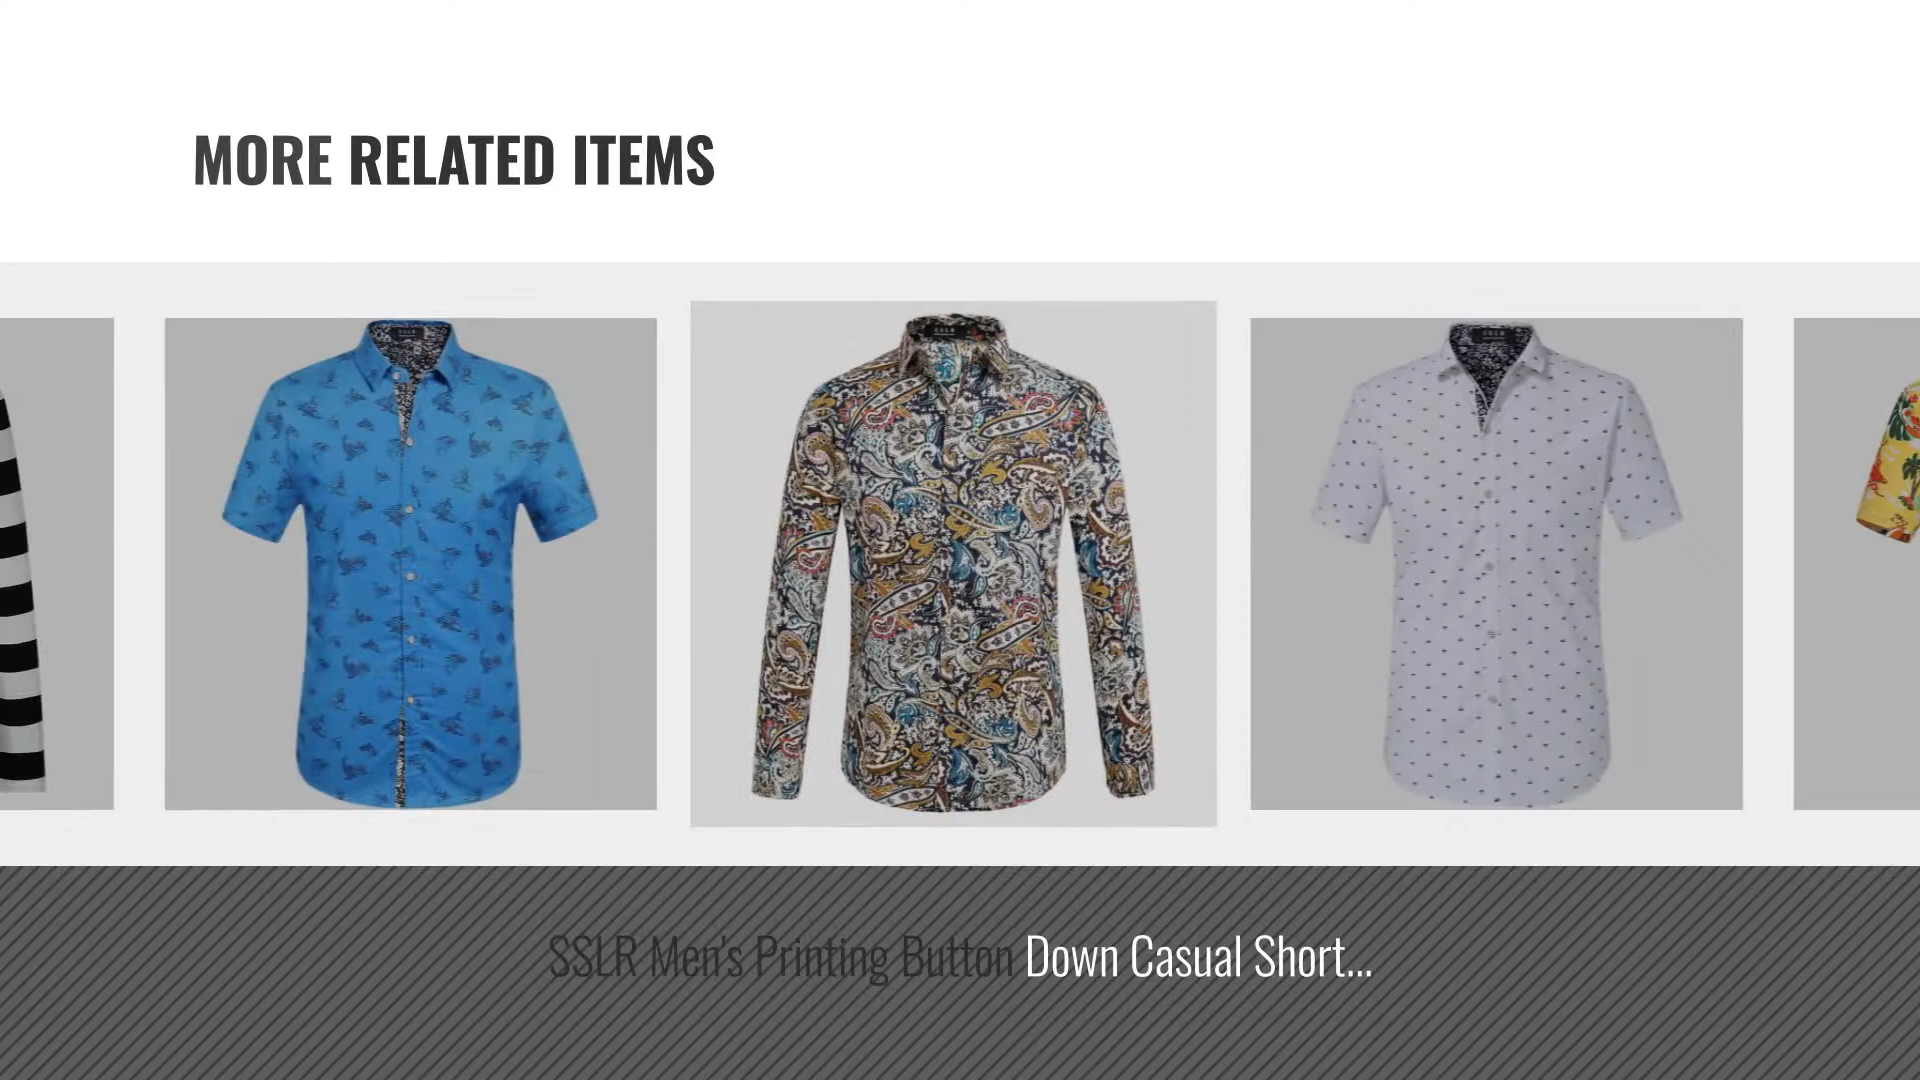 MORE RELATED ITEMS
SSLR Men's Printing Button Down Casual Short...